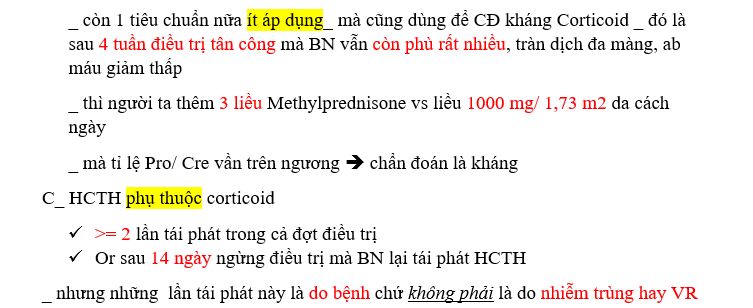 _ còn 1 tiêu chuẩn nữa ít áp dụng_ mà cũng dùng để CĐ kháng Corticoid _ đó là
sau 4 tuần điều trị tân công mà BN vẫn còn phù rất nhiều, tràn dịch đa màng, ab
máu giảm thấp
_ thì người ta thêm 3 liều Methylprednisone vs liều 1000 mg/ 1,73 m2 da cách
ngày
_ mà tỉ lệ Pro/ Cre vần trên ngương ➔ chẩn đoán là kháng
C_ HCTH phụ thuộc corticoid
✓ >= 2 lần tái phát trong cả đợt điều trị
✓ Or sau 14 ngày ngừng điều trị mà BN lại tái phát HCTH
_ nhưng những lần tái phát này là do bệnh chứ không phải là do nhiễm trùng hay VR